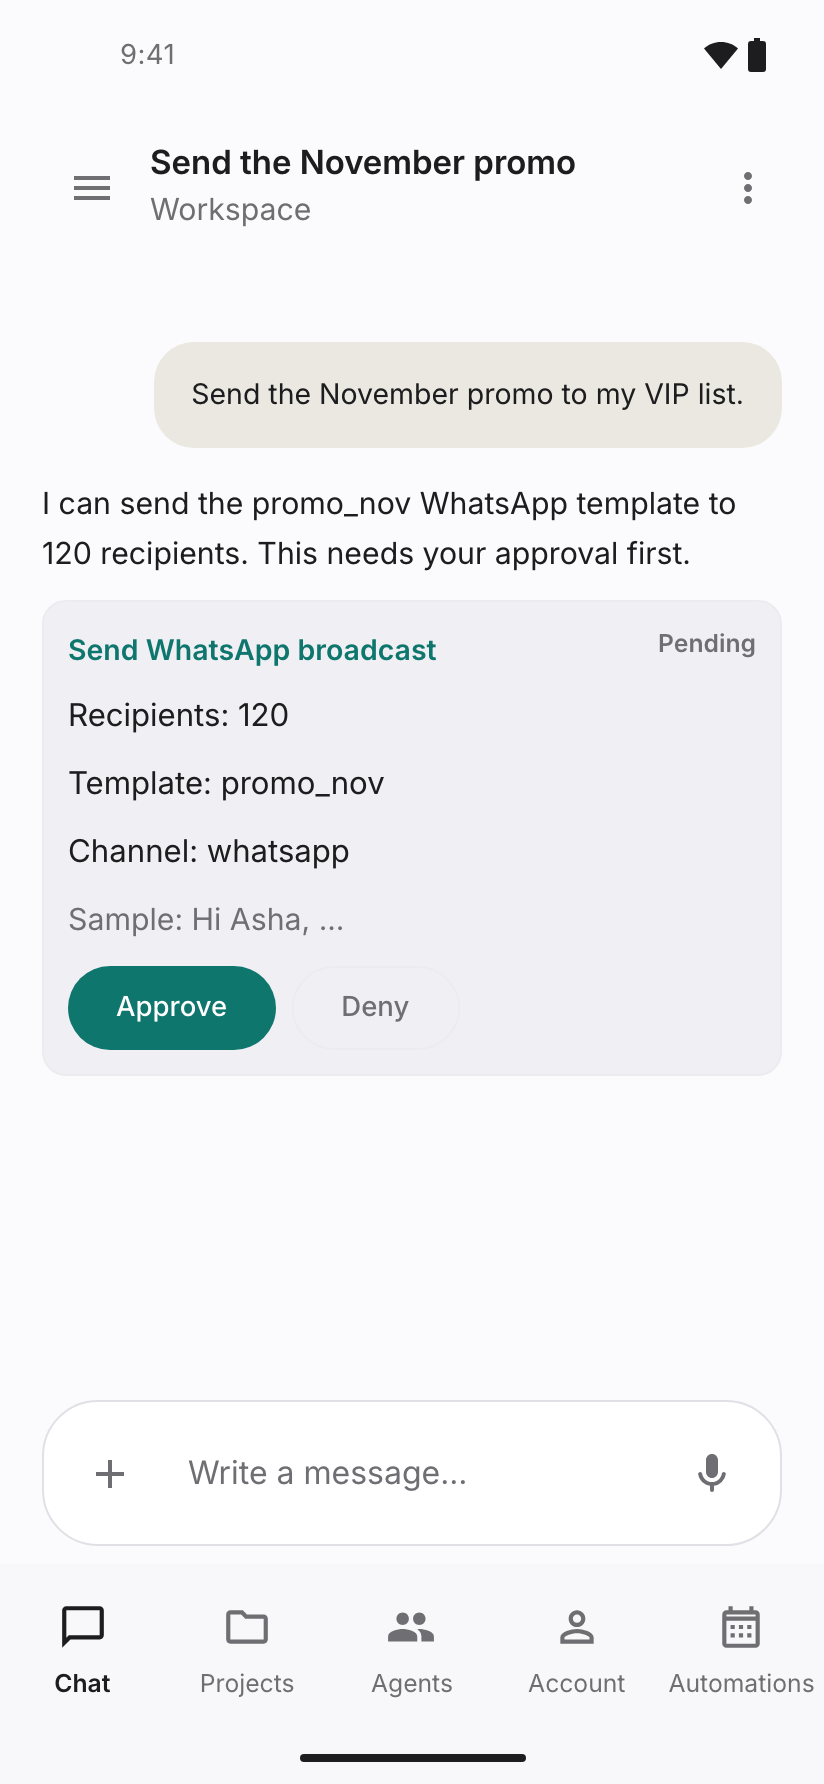 9:41
Send the November promo
Workspace
Send the November promo to my VIP list.
I can send the promo_nov WhatsApp template to
120 recipients. This needs your approval first.
Send WhatsApp broadcast
Pending
Recipients: 120
Template: promo_nov
Channel: whatsapp
Sample: Hi Asha, ...
Approve
Deny
Write a message...
Chat
Projects
Agents
Account
Automations